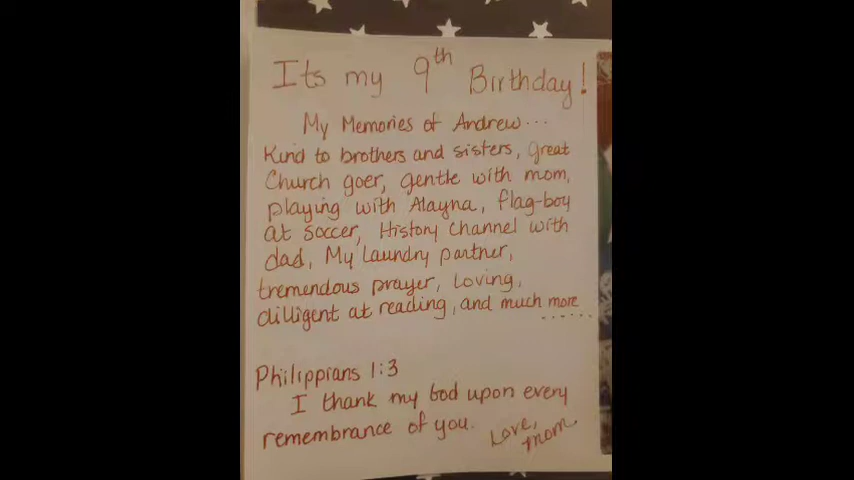 Its my 9th Birthday!
My Memories of Andrew...
Kind to brothers and sisters, great
Church goer, gentle with mom,
playing with Alayna, flag-boy
at soccer, History Channel with
dad, My laundry partner,
tremendous prayer, loving,
dilligent at reading, and much more
......
Philippians 1:3
I thank my God upon every
remembrance of you.
Love,
mom.